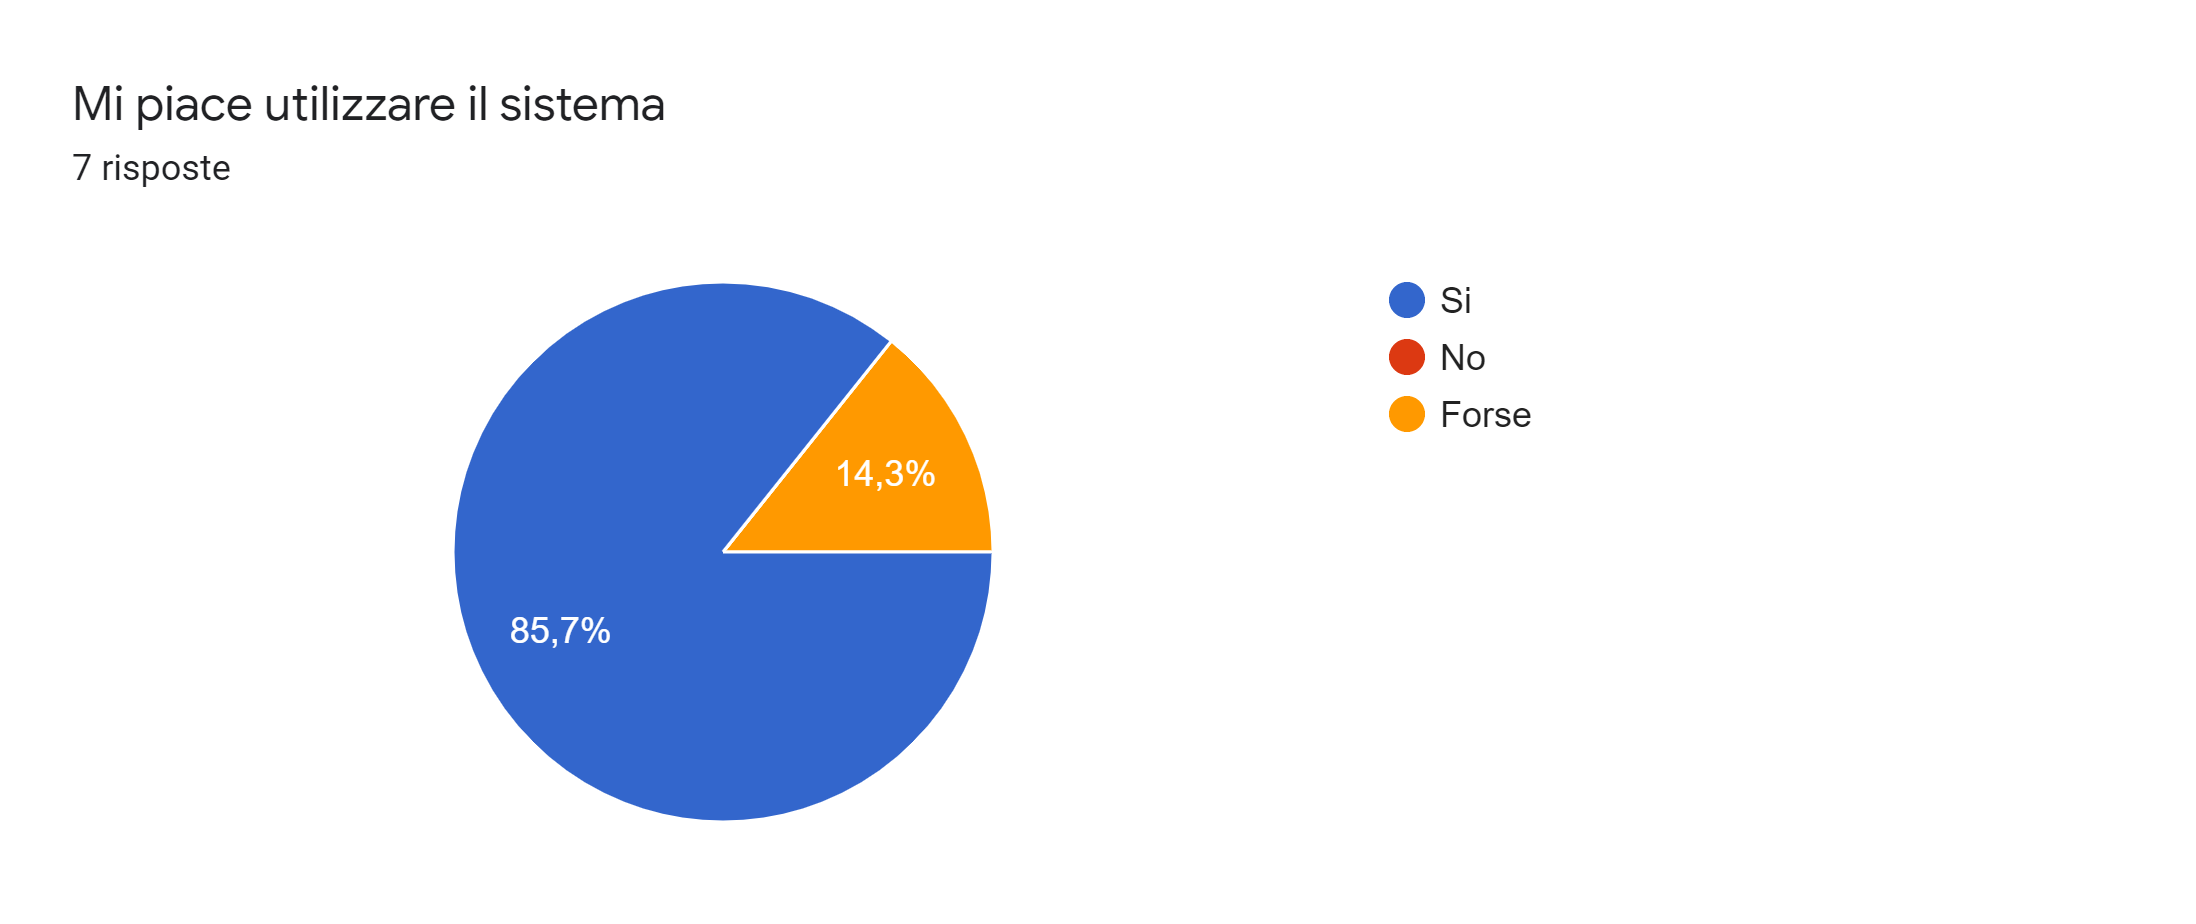 Mi piace utilizzare il sistema
7 risposte
Si
No
Forse
14,3%
85,7%